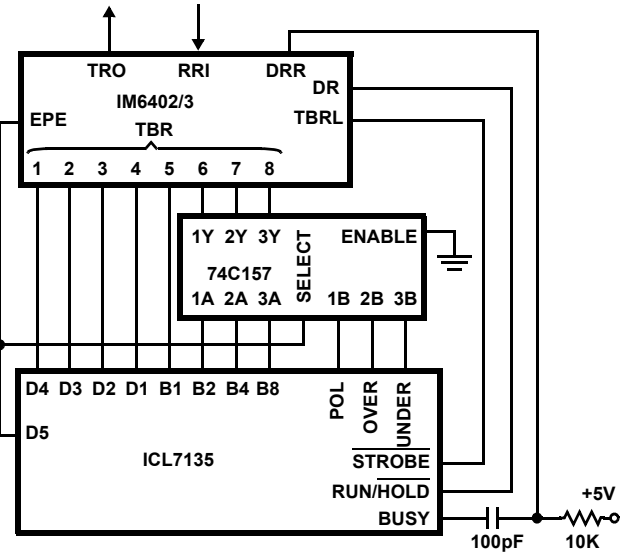 TRO RRI DRR
DR
IM6402/3
EPE TBRL
TBR
1 2 3 4 5 6 7 8
1Y 2Y 3Y SELECT ENABLE
74C157
1A 2A 3A 1B 2B 3B
D4 D3 D2 D1 B1 B2 B4 B8 POL OVER UNDER
D5
ICL7135 STROBE
RUN/HOLD
+5V
BUSY
100pF 10K